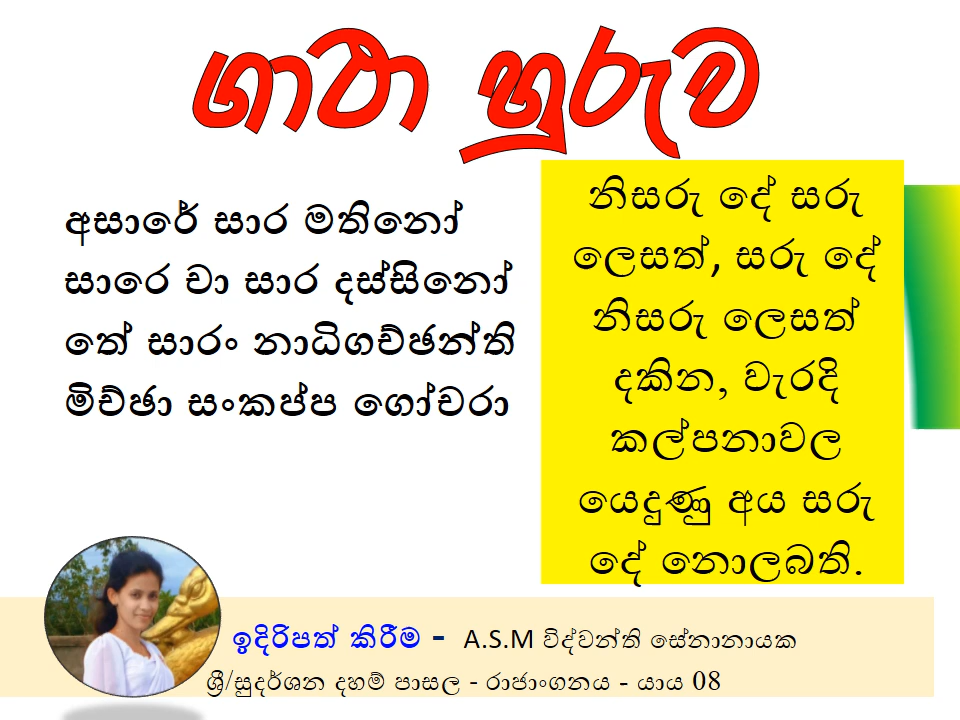 ගාථා හුරුව
අසාරේ සාර මතිනෝ
සාරෙ චා සාර දස්සිනෝ
තේ සාරං නාධිගච්ඡන්ති
මිච්ඡා සංකප්ප ගෝචරා
නිසරු දේ සරු
ලෙසත්, සරු දේ
නිසරු ලෙසත්
දකින, වැරදි
කල්පනාවල
යෙදුණු අය සරු
දේ නොලබති.
ඉදිරිපත් කිරීම - A.S.M විද්වන්ති සේනානායක
ශ්‍රී/සුදර්ශන දහම් පාසල - රාජාංගනය - යාය 08